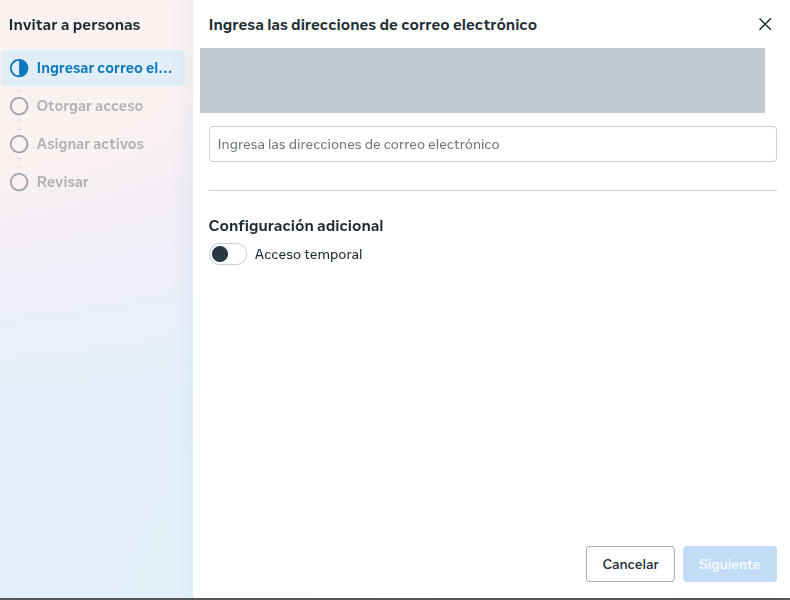 Invitar a personas
Ingresar correo el...
Otorgar acceso
Asignar activos
Revisar
Ingresa las direcciones de correo electrónico
Ingresa las direcciones de correo electrónico
Configuración adicional
Acceso temporal
Cancelar
Siguiente